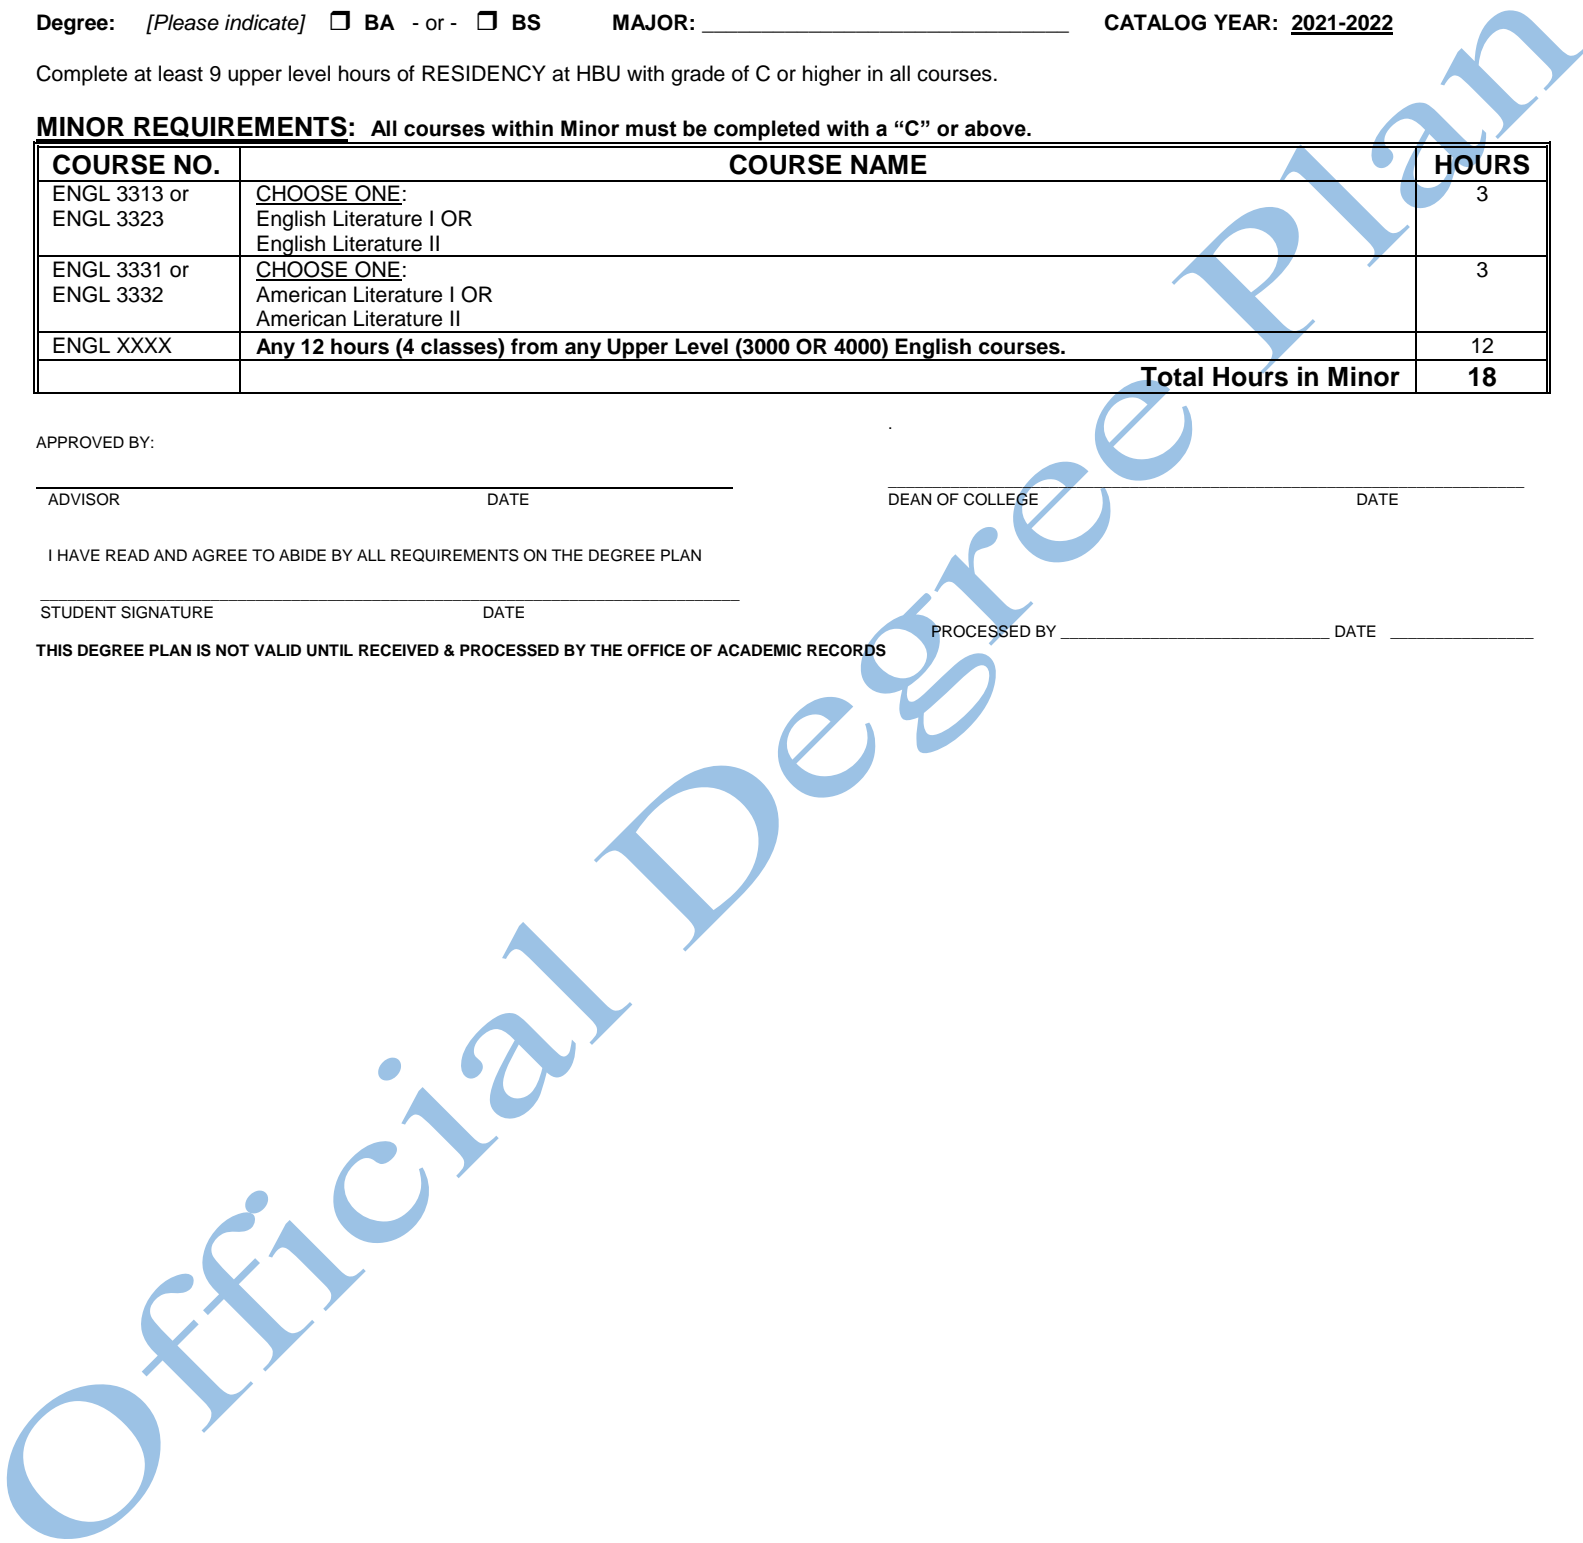 Degree: [Please indicate] ❒ BA - or - ❒ BS MAJOR: _______________________________ CATALOG YEAR: 2021-2022
Complete at least 9 upper level hours of RESIDENCY at HBU with grade of C or higher in all courses.
MINOR REQUIREMENTS: All courses within Minor must be completed with a “C” or above.
COURSE NO. COURSE NAME HOURS
ENGL 3313 or CHOOSE ONE: 3
ENGL 3323 English Literature I OR
English Literature II
ENGL 3331 or CHOOSE ONE: 3
ENGL 3332 American Literature I OR
American Literature II
ENGL XXXX Any 12 hours (4 classes) from any Upper Level (3000 OR 4000) English courses. 12
Total Hours in Minor 18
.
APPROVED BY:
ADVISOR DATE DEAN OF COLLEGE DATE
I HAVE READ AND AGREE TO ABIDE BY ALL REQUIREMENTS ON THE DEGREE PLAN
STUDENT SIGNATURE DATE
PROCESSED BY ______________________________ DATE ________________
THIS DEGREE PLAN IS NOT VALID UNTIL RECEIVED & PROCESSED BY THE OFFICE OF ACADEMIC RECORDS
Official Degree Plan